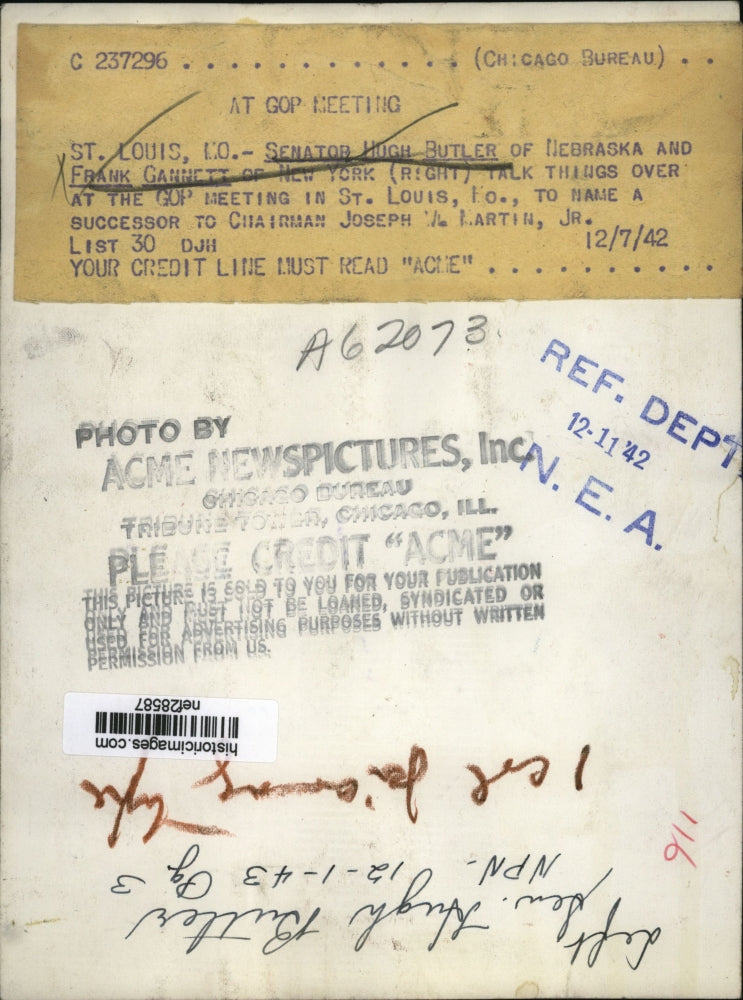 C 237296 . . . . . . . . . . . . . (CHICAGO BUREAU) . .
AT GOP MEETING
ST. LOUIS, MO.- SENATOR HUGH BUTLER OF NEBRASKA AND
FRANK GANNETT OF NEW YORK (RIGHT) TALK THINGS OVER
AT THE GOP MEETING IN ST. LOUIS, MO., TO NAME A
SUCCESSOR TO CHAIRMAN JOSEPH W. MARTIN, JR.
LIST 30 DJH 12/7/42
YOUR CREDIT LINE MUST READ "ACME" . . . . . . . . . . .
A62073
REF. DEPT
12-11'42
N. E. A.
PHOTO BY
ACME NEWSPICTURES, Inc.
CHICAGO BUREAU
TRIBUNE TOWER, CHICAGO, ILL.
PLEASE CREDIT "ACME"
THIS PICTURE IS SOLD TO YOU FOR YOUR PUBLICATION
ONLY AND MUST NOT BE LOANED, SYNDICATED OR
USED FOR ADVERTISING PURPOSES WITHOUT WRITTEN
PERMISSION FROM US.
historicimages.com
nef28587
1 col
116
left
Sen. Hugh Butler
NPN- 12-1-43 Pg. 3